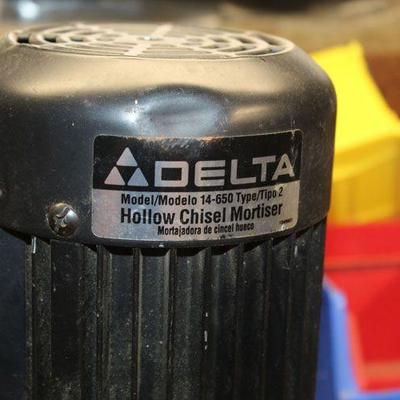 DELTA
Model/Modelo 14-650 Type/Tipo 2
Hollow Chisel Mortiser
Mortajadora de cincel hueco